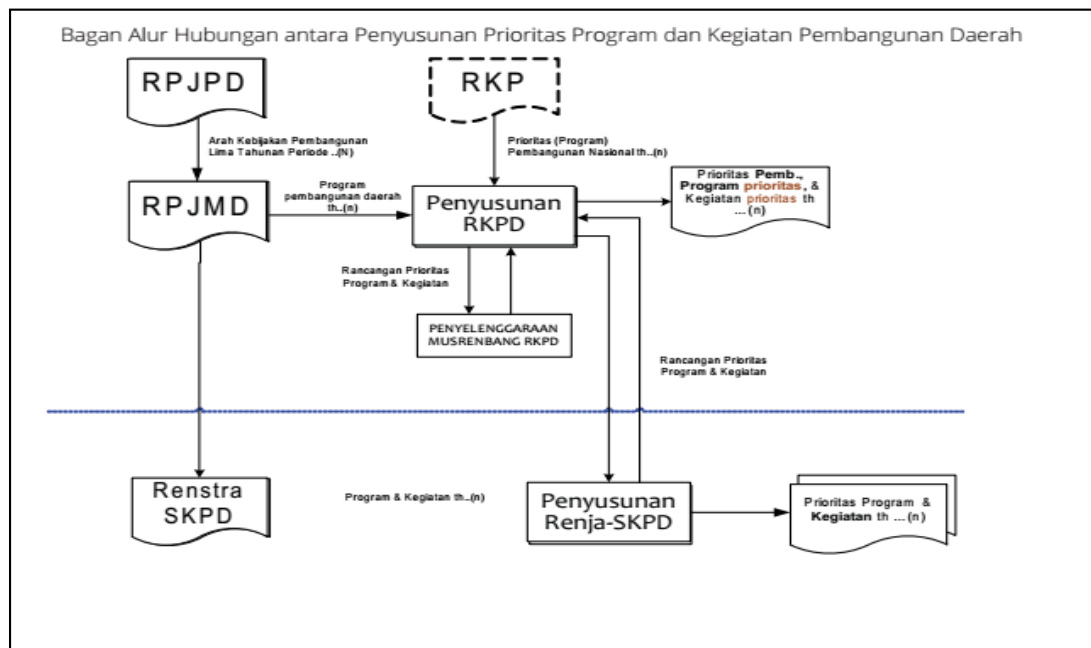 Bagan Alur Hubungan antara Penyusunan Prioritas Program dan Kegiatan Pembangunan Daerah
RPJPD
RKP
Arah Kebijakan Pembangunan
Lima Tahunan Periode ..(N)
Prioritas (Program)
Pembangunan Nasional th..(n)
RPJMD
Program
pembangunan daerah
th..(n)
Penyusunan
RKPD
Prioritas Pemb.,
Program prioritas, &
Kegiatan prioritas th
...(n)
Rancangan Prioritas
Program & Kegiatan
PENYELENGGARAAN
MUSRENBANG RKPD
Rancangan Prioritas
Program & Kegiatan
Renstra
SKPD
Program & Kegiatan th..(n)
Penyusunan
Renja-SKPD
Prioritas Program &
Kegiatan th ...(n)